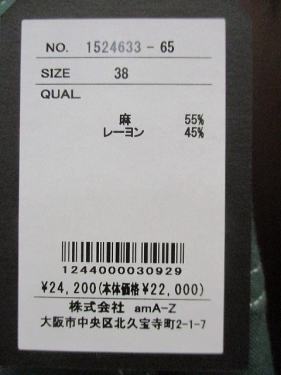 NO. 1524633-65
SIZE 38
QUAL.
麻 55%
レーヨン 45%
1244000030929
¥24,200(本体価格¥22,000)
株式会社 amA-Z
大阪市中央区北久宝寺町2-1-7